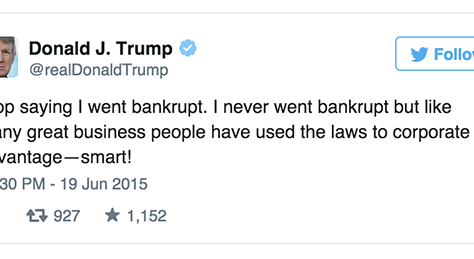 Donald J. Trump
Follo
@realDonaldTrump
op saying I went bankrupt. I never went bankrupt but like
any great business people have used the laws to corporate
vantage—smart!
30 PM - 19 Jun 2015
927 1,152